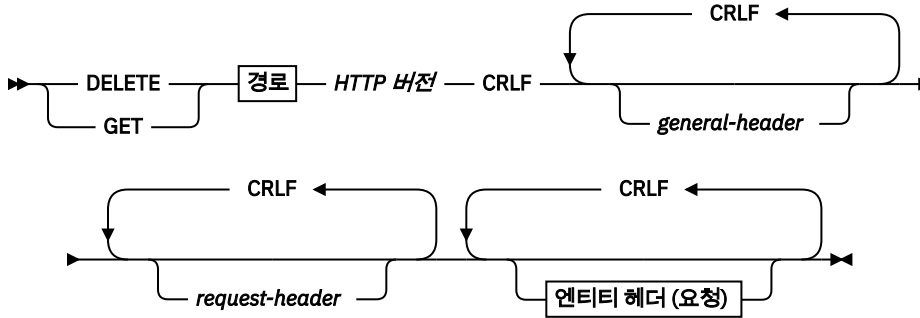 CRLF
DELETE 경로 HTTP 버전 CRLF
GET general-header
CRLF CRLF
request-header 엔티티 헤더 (요청)